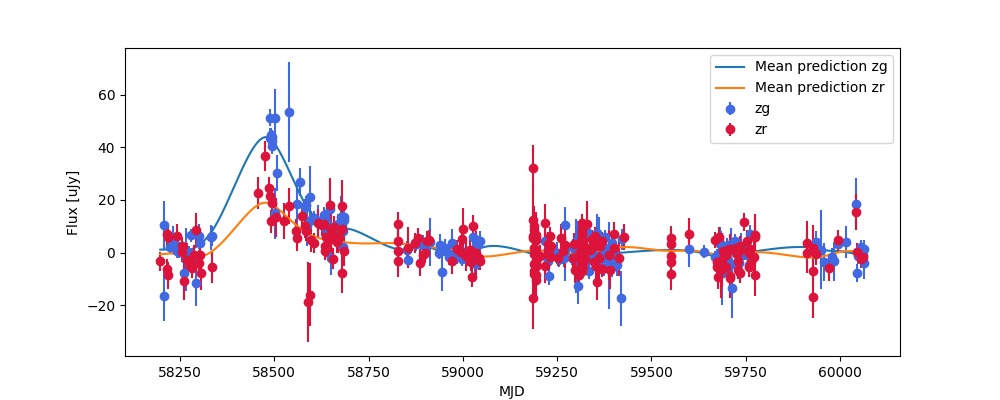 Mean prediction zg
Mean prediction zr
zg
zr
Flux [uJy]
60
40
20
0
−20
58250 58500 58750 59000 59250 59500 59750 60000
MJD